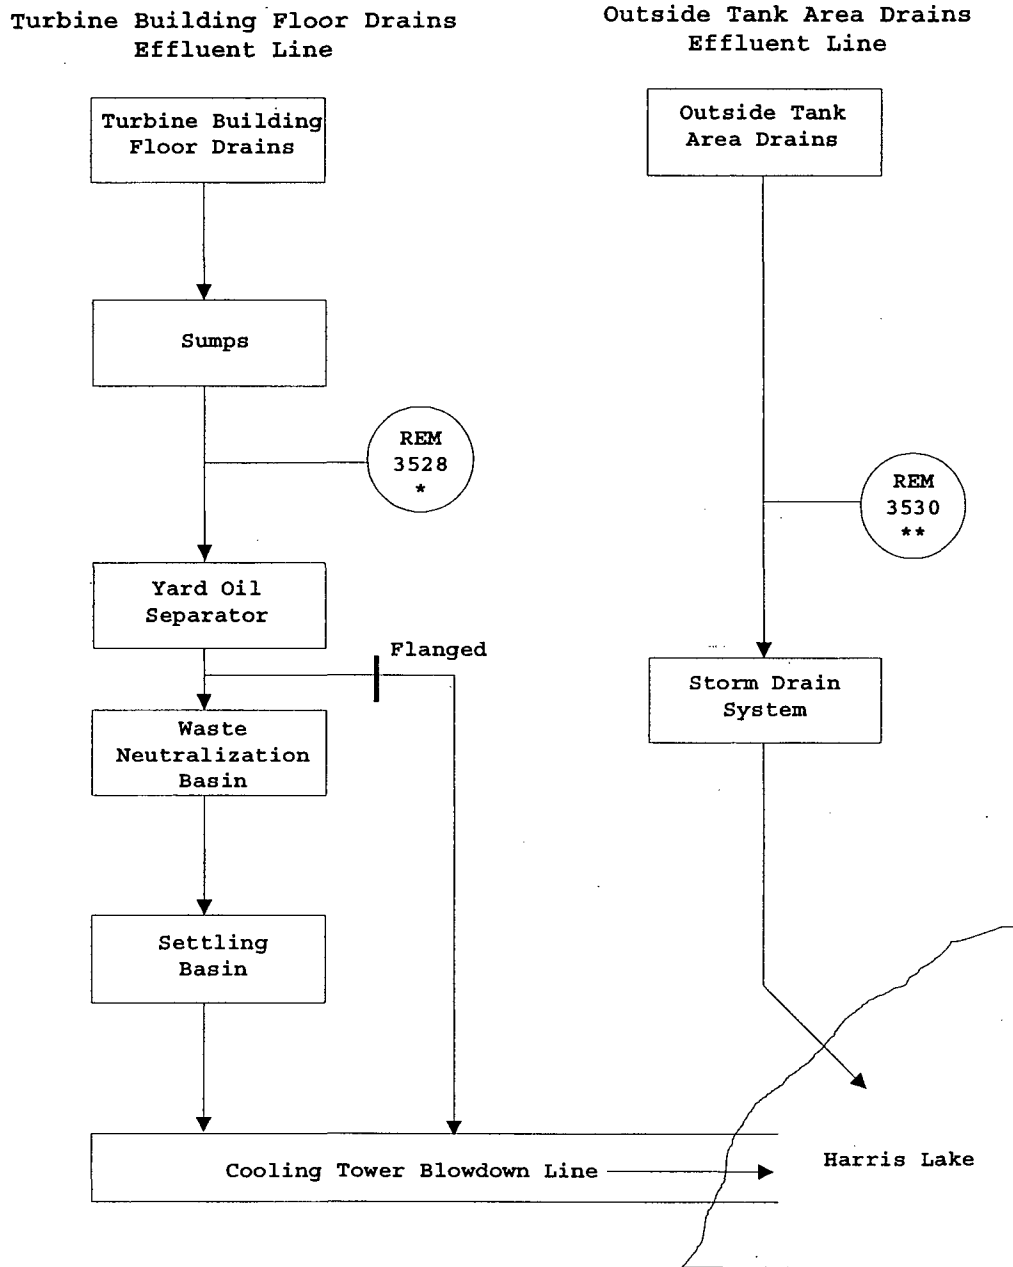 Turbine Building Floor Drains
Effluent Line
Outside Tank Area Drains
Effluent Line
Turbine Building
Floor Drains
Outside Tank
Area Drains
Sumps
REM
3528
*
REM
3530
**
Yard Oil
Separator
Flanged
Storm Drain
System
Waste
Neutralization
Basin
Settling
Basin
Cooling Tower Blowdown Line
Harris Lake